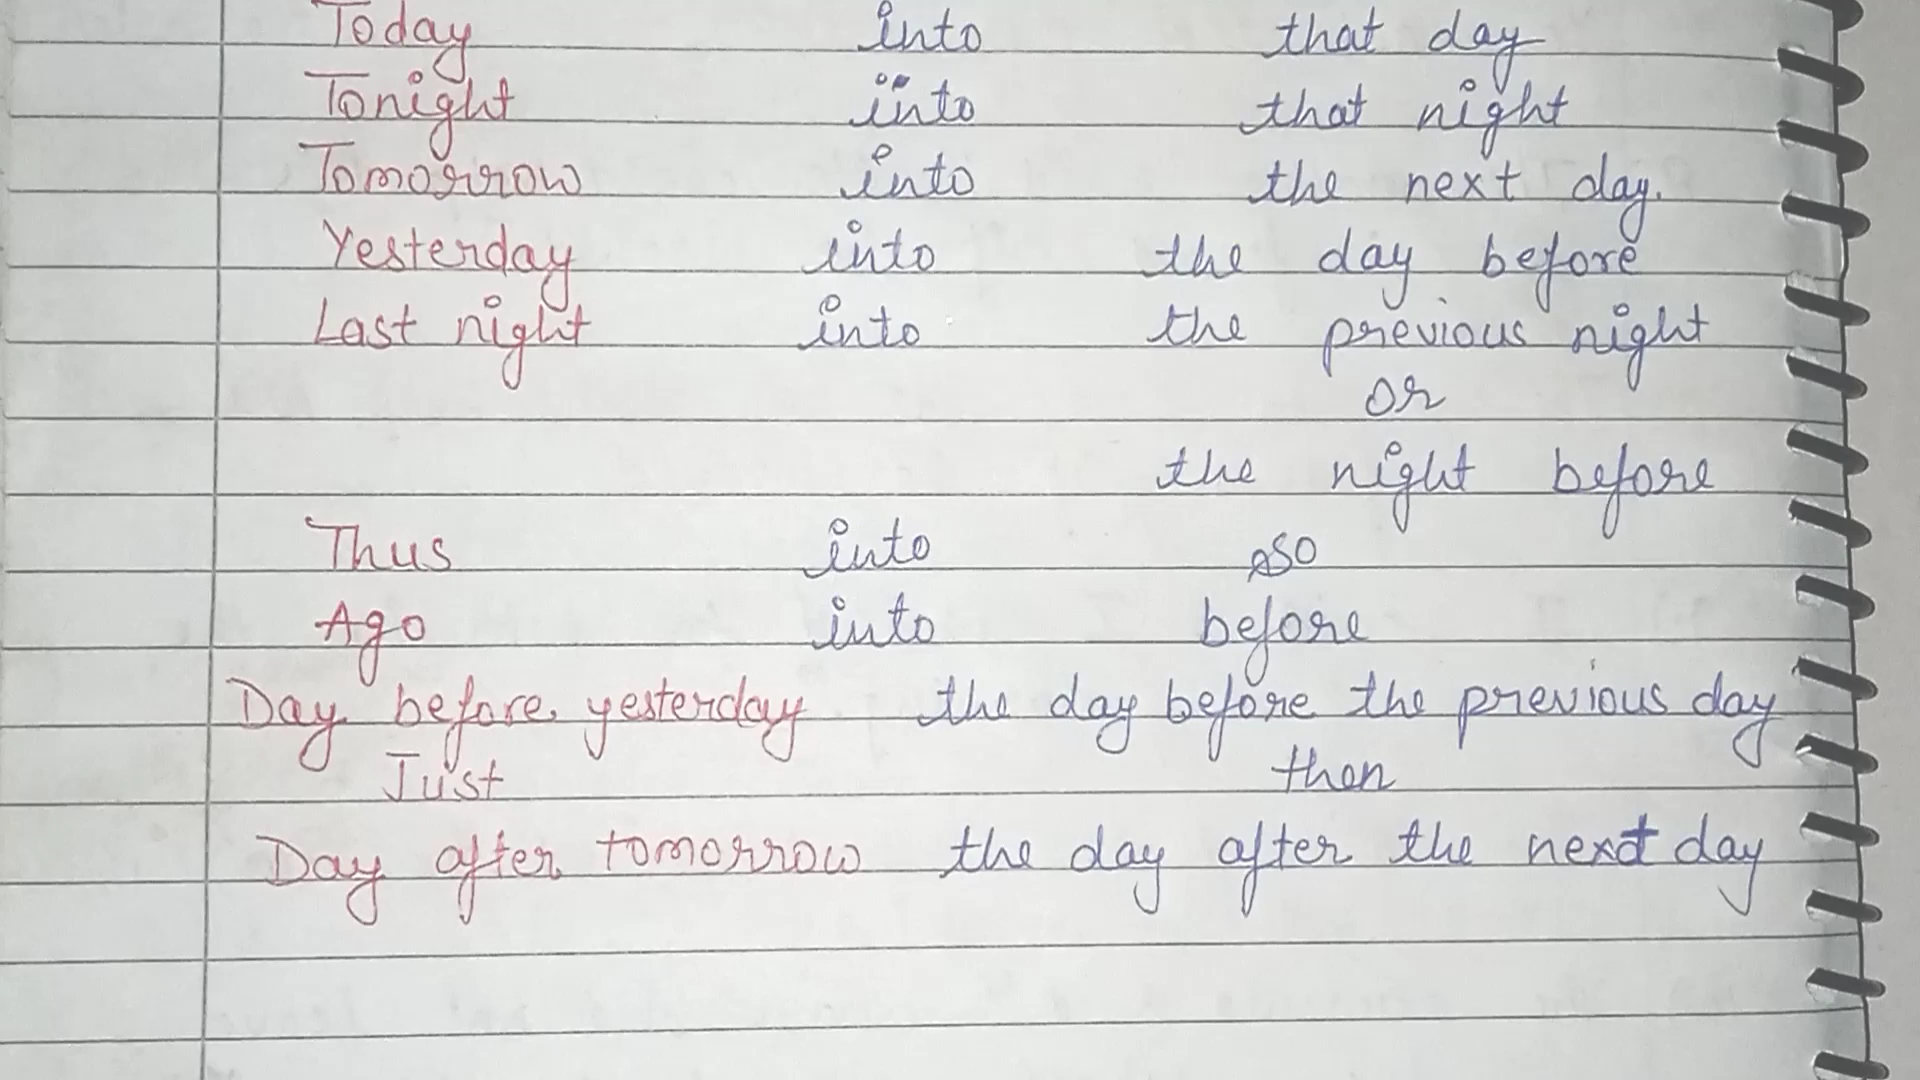 Today into that day
Tonight into that night
Tomorrow into the next day.
Yesterday into the day before
Last night into the previous night
or
the night before
Thus into so
Ago into before
Day before yesterday the day before the previous day
Just then
Day after tomorrow the day after the next day